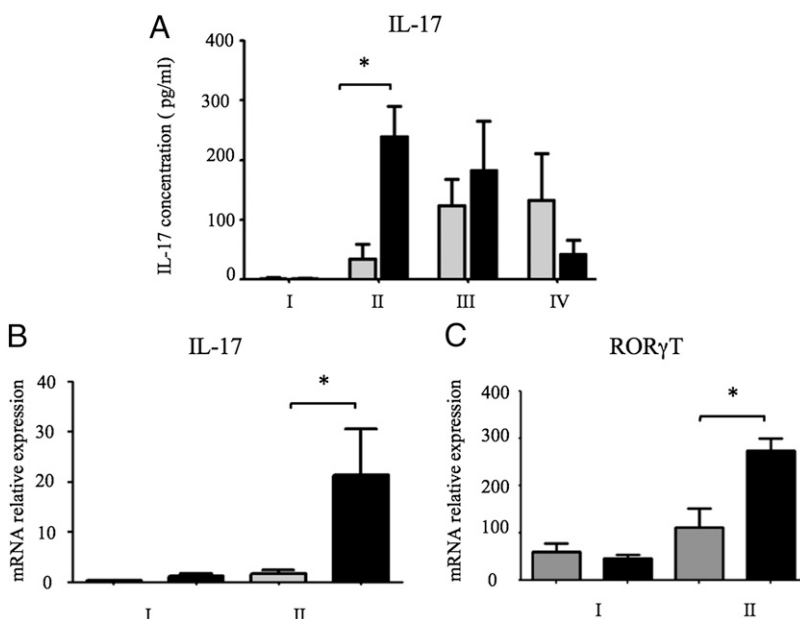 A
IL-17
IL-17 concentration ( pg/ml)
400
300
200
100
0
*
I II III IV
B
IL-17
mRNA relative expression
40
30
20
10
0
*
I II
C
RORγT
mRNA relative expression
400
300
200
100
0
*
I II